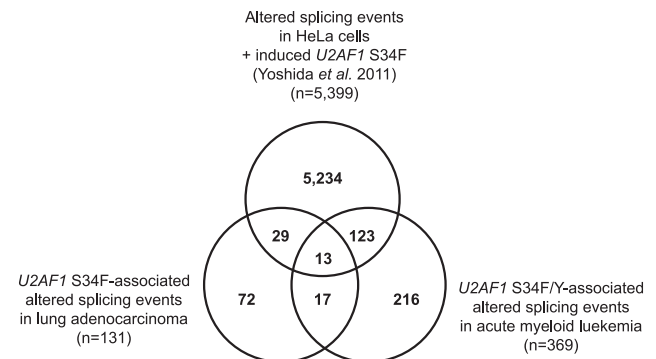 Altered splicing events
in HeLa cells
+ induced U2AF1 S34F
(Yoshida et al. 2011)
(n=5,399)
5,234
29
123
13
U2AF1 S34F-associated
altered splicing events
in lung adenocarcinoma
(n=131)
72
17
216
U2AF1 S34F/Y-associated
altered splicing events
in acute myeloid luekemia
(n=369)